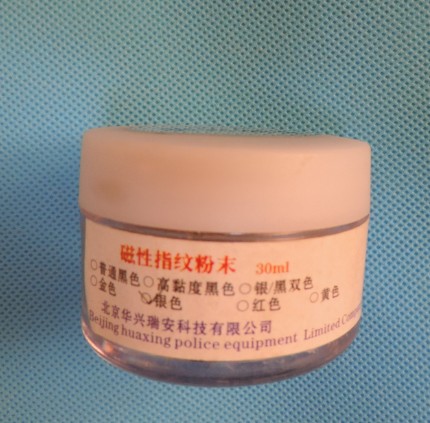 磁性指纹粉末 30ml
○普通黑色○高黏度黑色○银/黑双色
○金色 ○银色 ○红色 ○黄色
北京华兴瑞安科技有限公司
Beijing huaxing police equipment Limited